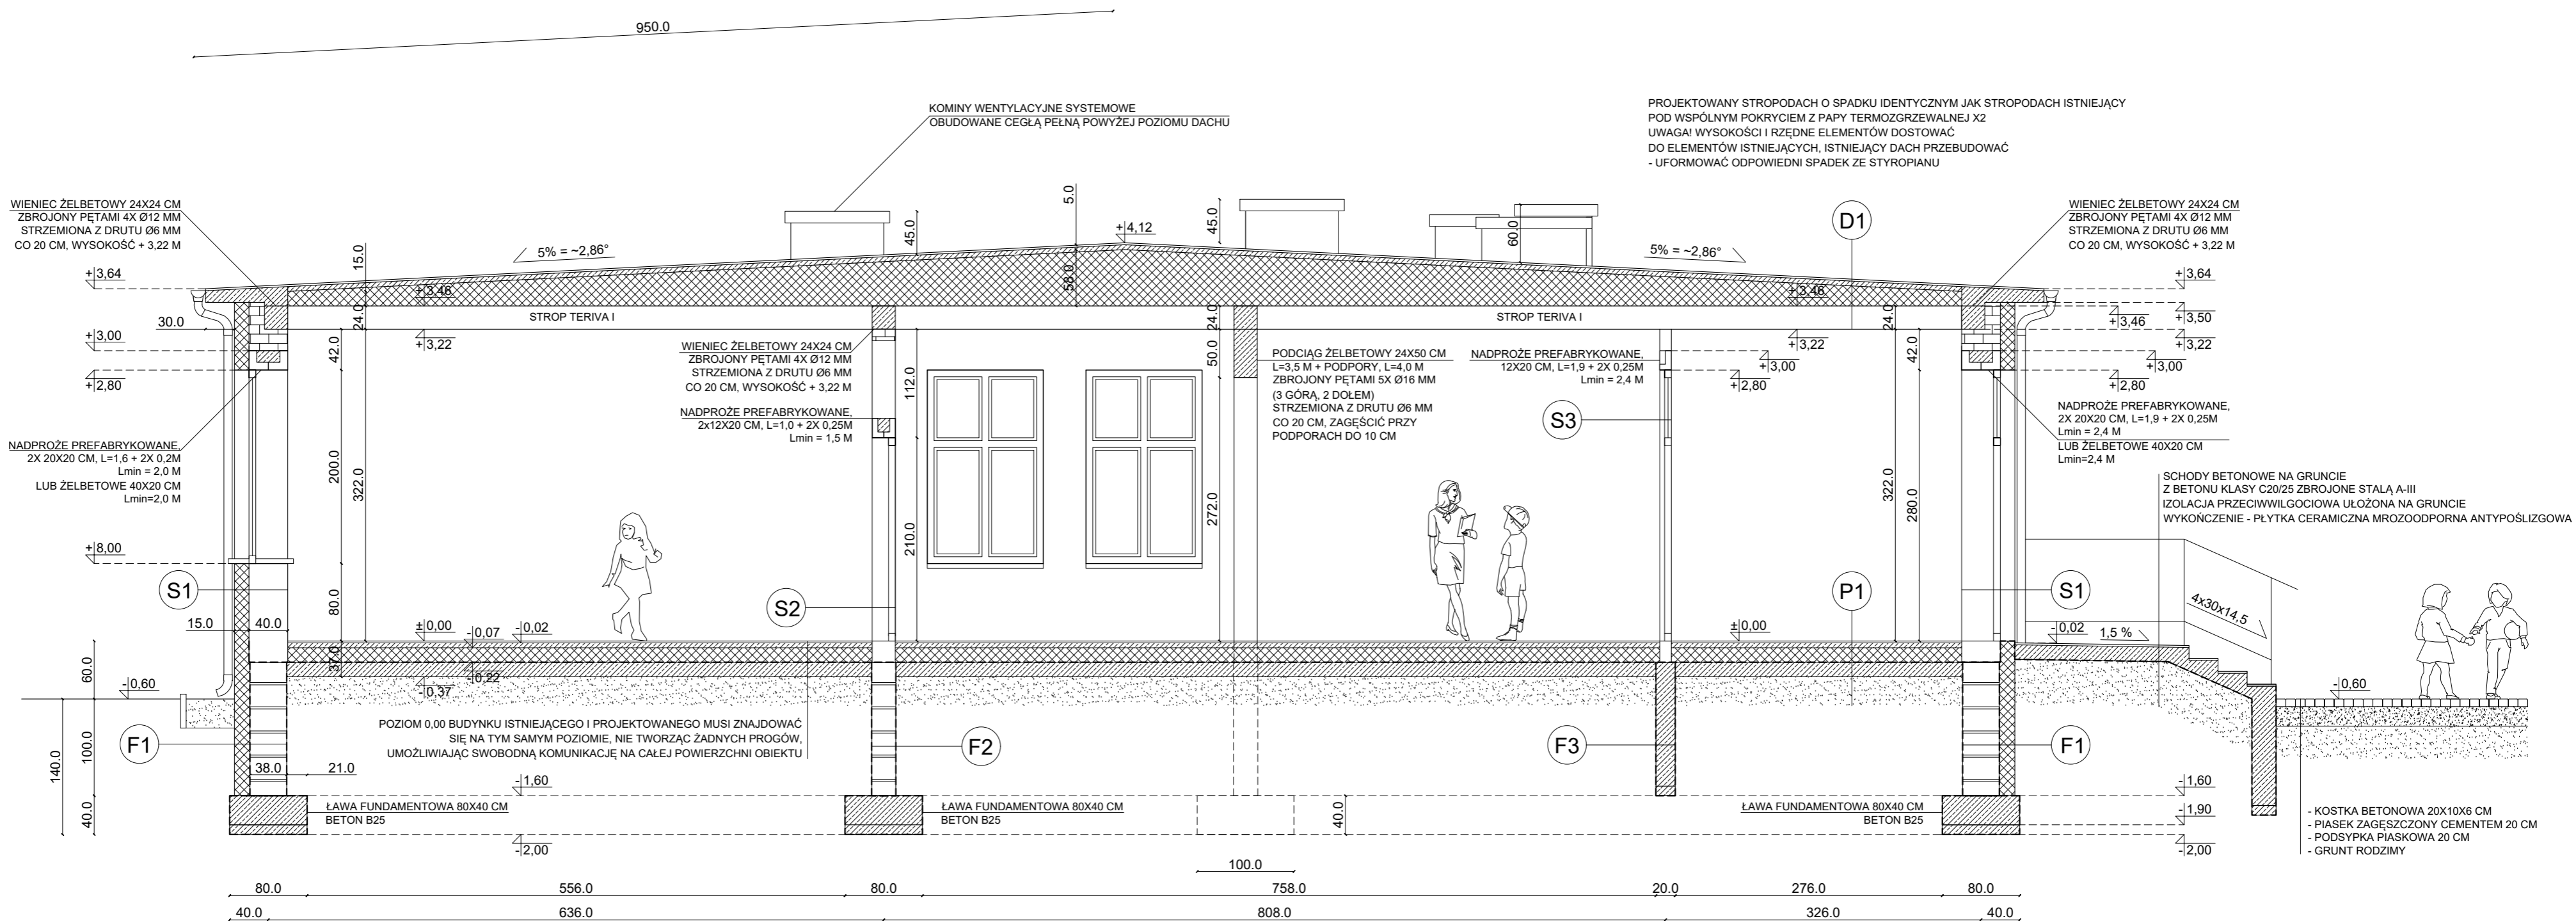 950.0
KOMINY WENTYLACYJNE SYSTEMOWE
OBUDOWANE CEGŁĄ PEŁNĄ POWYŻEJ POZIOMU DACHU
PROJEKTOWANY STROPODACH O SPADKU IDENTYCZNYM JAK STROPODACH ISTNIEJĄCY
POD WSPÓLNYM POKRYCIEM Z PAPY TERMOZGRZEWALNEJ X2
UWAGA! WYSOKOŚCI I RZĘDNE ELEMENTÓW DOSTOWAĆ
DO ELEMENTÓW ISTNIEJĄCYCH, ISTNIEJĄCY DACH PRZEBUDOWAĆ
- UFORMOWAĆ ODPOWIEDNI SPADEK ZE STYROPIANU
WIENIEC ŻELBETOWY 24X24 CM
ZBROJONY PĘTAMI 4X Ø12 MM
STRZEMIONA Z DRUTU Ø6 MM
CO 20 CM, WYSOKOŚĆ + 3,22 M
WIENIEC ŻELBETOWY 24X24 CM
ZBROJONY PĘTAMI 4X Ø12 MM
STRZEMIONA Z DRUTU Ø6 MM
CO 20 CM, WYSOKOŚĆ + 3,22 M
5.0
45.0
45.0
60.0
+4,12
D1
15.0
5% = ~2,86°
5% = ~2,86°
58.0
+3,64
+3,64
+3,46
+3,46
+3,46
+3,50
24.0
24.0
24.0
STROP TERIVA I
STROP TERIVA I
30.0
+3,00
+3,22
+3,22
+3,22
42.0
42.0
50.0
112.0
+2,80
WIENIEC ŻELBETOWY 24X24 CM
ZBROJONY PĘTAMI 4X Ø12 MM
STRZEMIONA Z DRUTU Ø6 MM
CO 20 CM, WYSOKOŚĆ + 3,22 M
PODCIĄG ŻELBETOWY 24X50 CM
L=3,5 M + PODPORY, L=4,0 M
ZBROJONY PĘTAMI 5X Ø16 MM
(3 GÓRĄ, 2 DOŁEM)
STRZEMIONA Z DRUTU Ø6 MM
CO 20 CM, ZAGĘŚCIĆ PRZY
PODPORACH DO 10 CM
NADPROŻE PREFABRYKOWANE,
12X20 CM, L=1,9 + 2X 0,25M
Lmin = 2,4 M
+3,00
+2,80
+3,00
+2,80
NADPROŻE PREFABRYKOWANE,
2x12X20 CM, L=1,0 + 2X 0,25M
Lmin = 1,5 M
S3
NADPROŻE PREFABRYKOWANE,
2X 20X20 CM, L=1,9 + 2X 0,25M
Lmin = 2,4 M
LUB ŻELBETOWE 40X20 CM
Lmin=2,4 M
NADPROŻE PREFABRYKOWANE,
2X 20X20 CM, L=1,6 + 2X 0,2M
Lmin = 2,0 M
LUB ŻELBETOWE 40X20 CM
Lmin=2,0 M
200.0
322.0
272.0
322.0
280.0
210.0
SCHODY BETONOWE NA GRUNCIE
Z BETONU KLASY C20/25 ZBROJONE STALĄ A-III
IZOLACJA PRZECIWWILGOCIOWA UŁOŻONA NA GRUNCIE
WYKOŃCZENIE - PŁYTKA CERAMICZNA MROZOODPORNA ANTYPOŚLIZGOWA
+8,00
S1
S2
P1
S1
80.0
15.0
40.0
4x30x14,5
±0,00
-0,07
-0,02
±0,00
-0,02
1,5 %
60.0
37.0
-0,22
-0,37
-0,60
-0,60
POZIOM 0,00 BUDYNKU ISTNIEJĄCEGO I PROJEKTOWANEGO MUSI ZNAJDOWAĆ
SIĘ NA TYM SAMYM POZIOMIE, NIE TWORZĄC ŻADNYCH PROGÓW,
UMOŻLIWIAJĄC SWOBODNĄ KOMUNIKACJĘ NA CAŁEJ POWIERZCHNI OBIEKTU
F1
F2
F3
F1
140.0
100.0
38.0
21.0
-1,60
-1,60
40.0
ŁAWA FUNDAMENTOWA 80X40 CM
BETON B25
ŁAWA FUNDAMENTOWA 80X40 CM
BETON B25
40.0
ŁAWA FUNDAMENTOWA 80X40 CM
BETON B25
-1,90
-2,00
-2,00
- KOSTKA BETONOWA 20X10X6 CM
- PIASEK ZAGĘSZCZONY CEMENTEM 20 CM
- PODSYPKA PIASKOWA 20 CM
- GRUNT RODZIMY
100.0
80.0
556.0
80.0
758.0
20.0
276.0
80.0
40.0
636.0
808.0
326.0
40.0